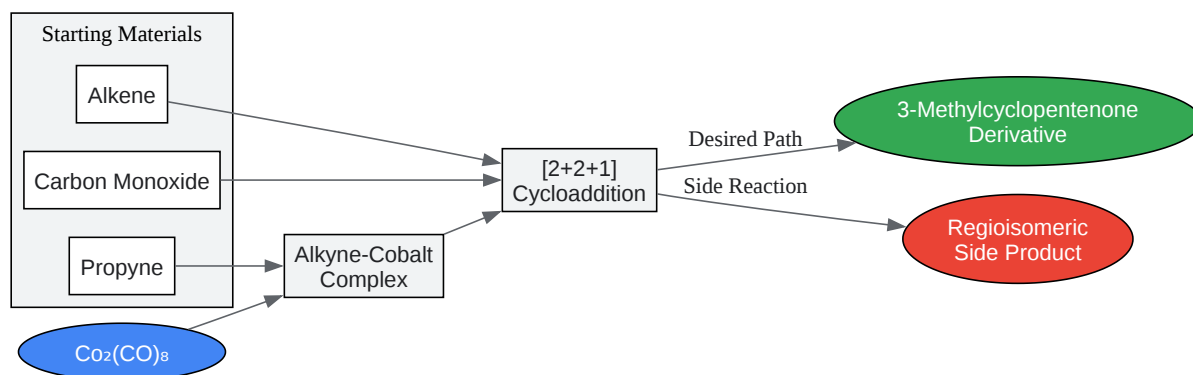 Starting Materials
Alkene
Carbon Monoxide
Propyne
Co₂(CO)₈
Alkyne-Cobalt
Complex
[2+2+1]
Cycloaddition
Desired Path
Side Reaction
3-Methylcyclopentenone
Derivative
Regioisomeric
Side Product